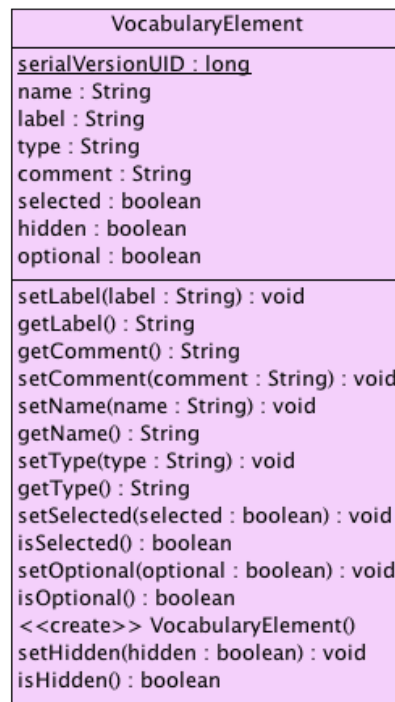 VocabularyElement
serialVersionUID : long
name : String
label : String
type : String
comment : String
selected : boolean
hidden : boolean
optional : boolean
setLabel(label : String) : void
getLabel() : String
getComment() : String
setComment(comment : String) : void
setName(name : String) : void
getName() : String
setType(type : String) : void
getType() : String
setSelected(selected : boolean) : void
isSelected() : boolean
setOptional(optional : boolean) : void
isOptional() : boolean
<<create>> VocabularyElement()
setHidden(hidden : boolean) : void
isHidden() : boolean